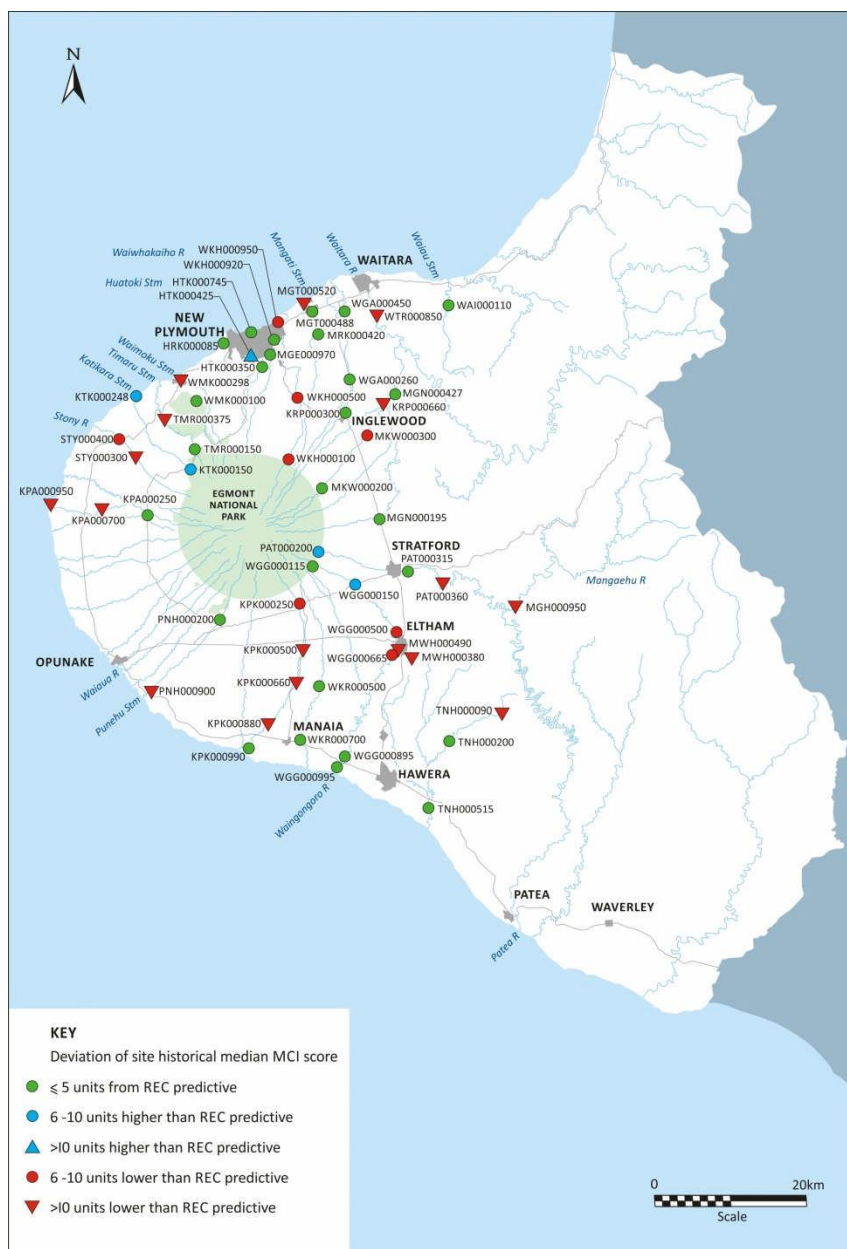 N
WKH000950
Waiwhakaiho R
WKH000920
Mangati Stm
Waitara R
Waiau Stm
WAITARA
Huatoki Stm
HTK000745
HTK000425
MGT000520
WGA000450
WAI000110
NEW
PLYMOUTH
MGT000488
WTR000850
HRK000085
MRK000420
MGE000970
Waimoku Stm
Timaru Stm
Katikara Stm
HTK000350
WMK000298
WGA000260
MGN000427
KTK000248
WMK000100
WKH000500
KRP000660
KRP000300
INGLEWOOD
Stony R
TMR000375
STY000400
MKW000300
STY000300
TMR000150
WKH000100
KTK000150
KPA000950
KPA000250
EGMONT
NATIONAL
PARK
MKW000200
KPA000700
MGN000195
PAT000200
STRATFORD
WGG000115
PAT000315
Mangaehu R
WGG000150
PAT000360
KPK000250
MGH000950
PNH000200
WGG000500
ELTHAM
MWH000490
KPK000500
WGG000665
MWH000380
OPUNAKE
Waiaua R
KPK000660
WKR000500
PNH000900
Punehu Stm
TNH000090
KPK000880
MANAIA
WKR000700
TNH000200
KPK000990
WGG000895
WGG000995
HAWERA
Waingongoro R
TNH000515
PATEA
WAVERLEY
Patea R
KEY
Deviation of site historical median MCI score
⩽ 5 units from REC predictive
6 -10 units higher than REC predictive
>I0 units higher than REC predictive
6 -10 units lower than REC predictive
>I0 units lower than REC predictive
0 20km
Scale